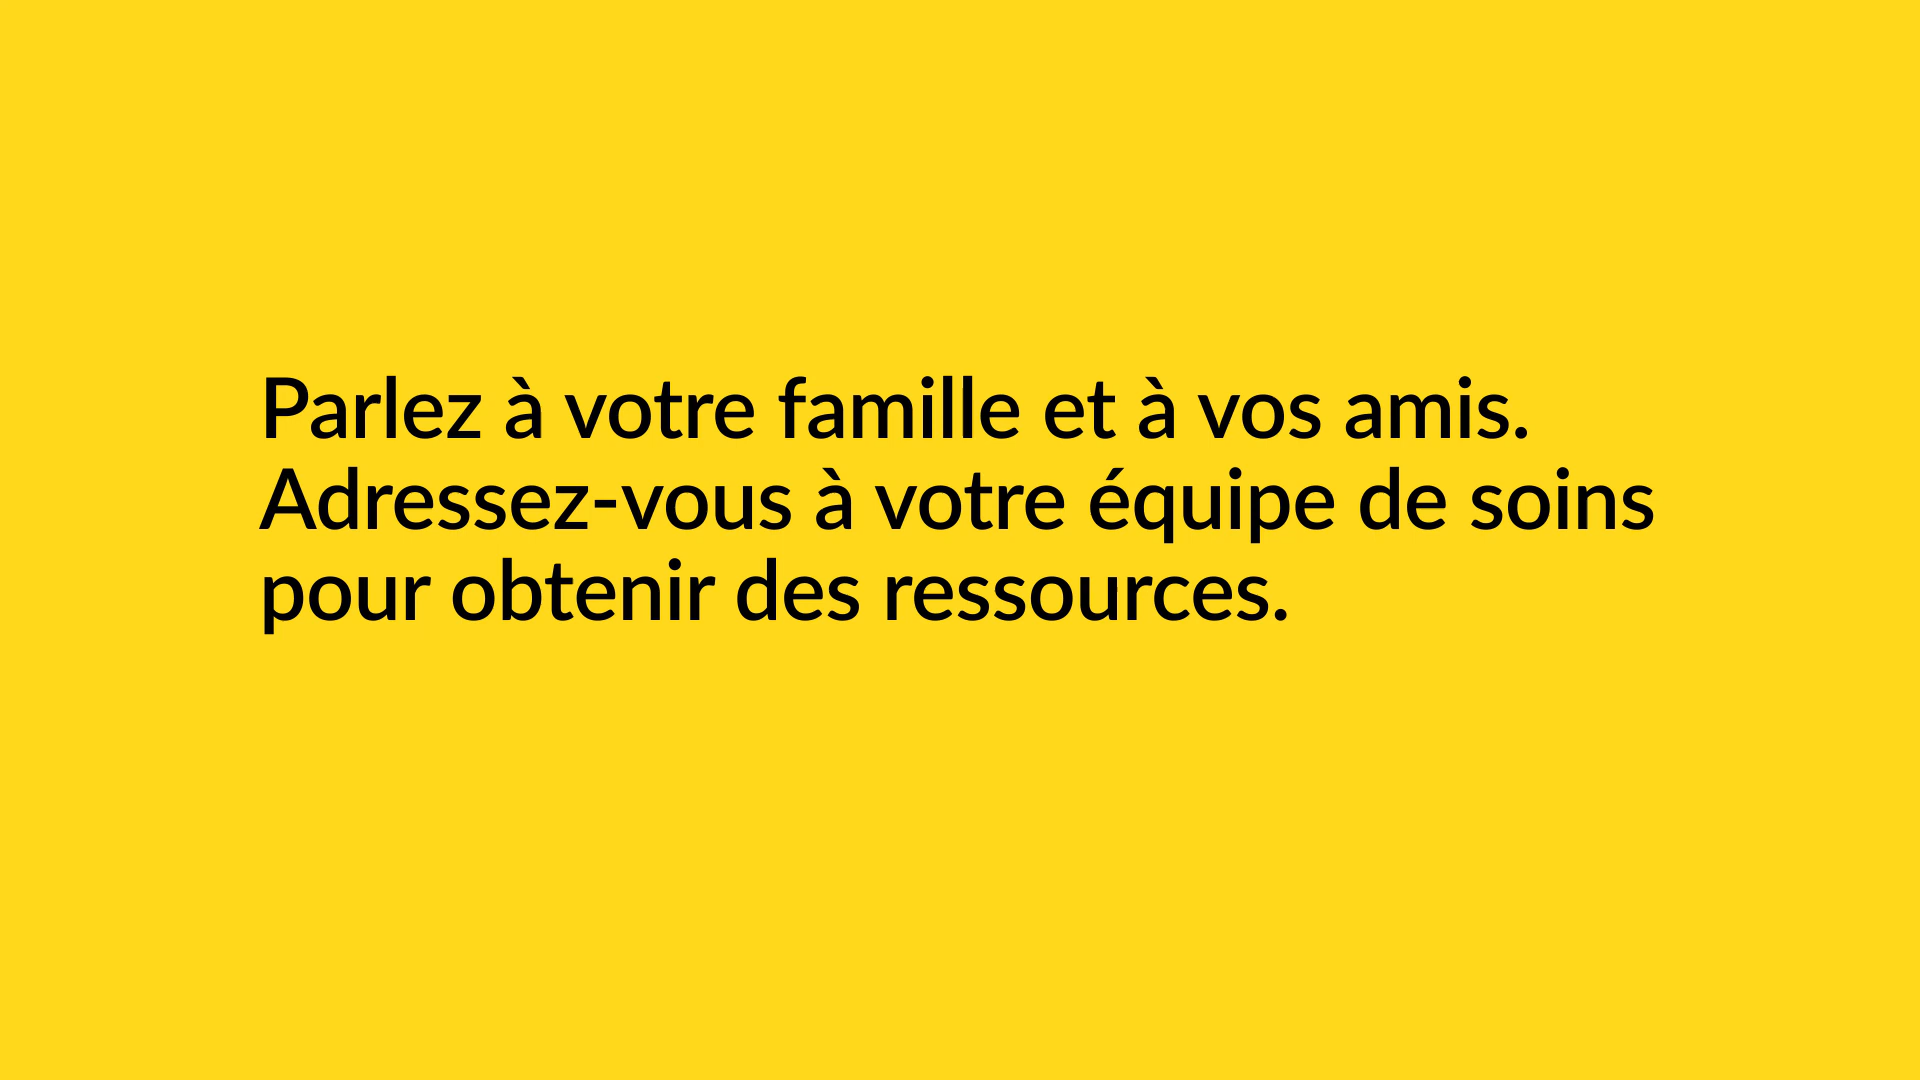 Parlez à votre famille et à vos amis.
Adressez-vous à votre équipe de soins
pour obtenir des ressources.